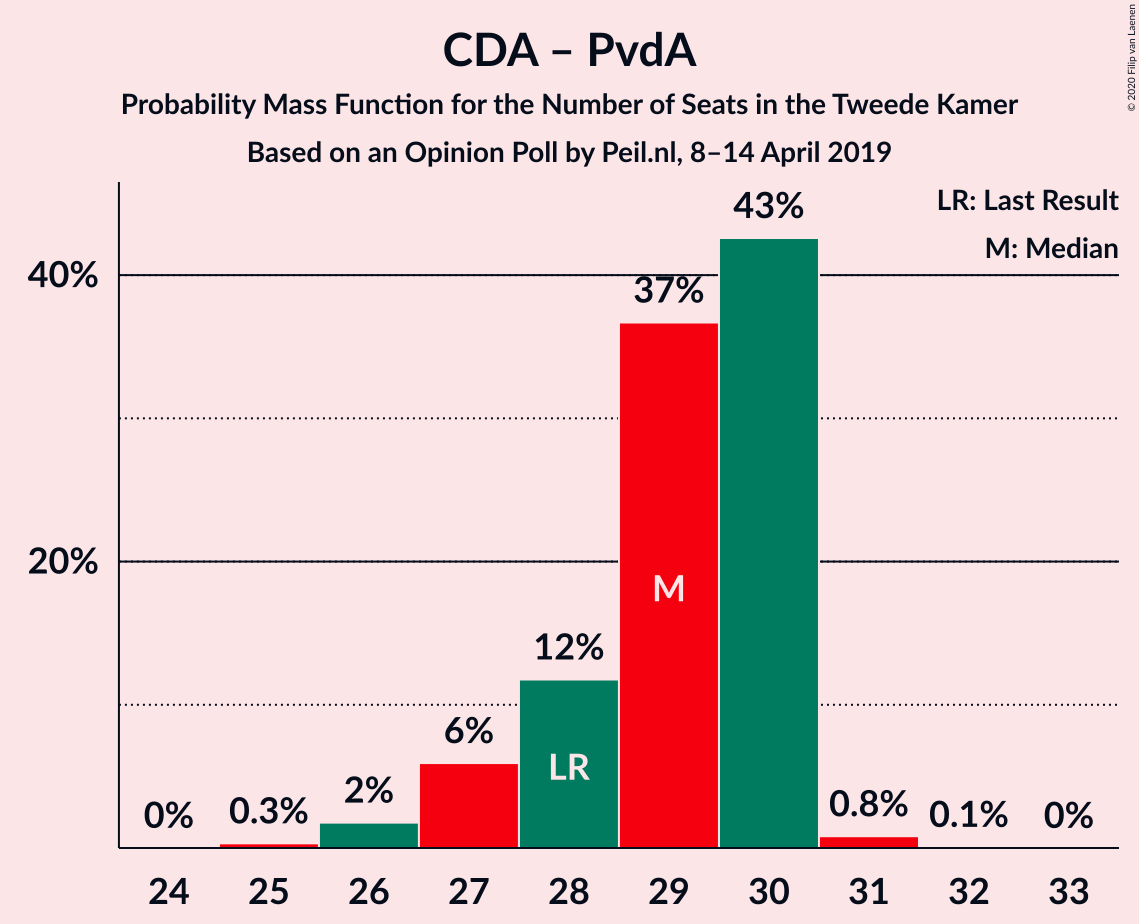 CDA – PvdA
Probability Mass Function for the Number of Seats in the Tweede Kamer
Based on an Opinion Poll by Peil.nl, 8–14 April 2019
© 2020 Filip van Laenen
LR: Last Result
M: Median
40%
20%
0%
0.3%
2%
6%
12%
37%
43%
0.8%
0.1%
0%
LR
M
24 25 26 27 28 29 30 31 32 33